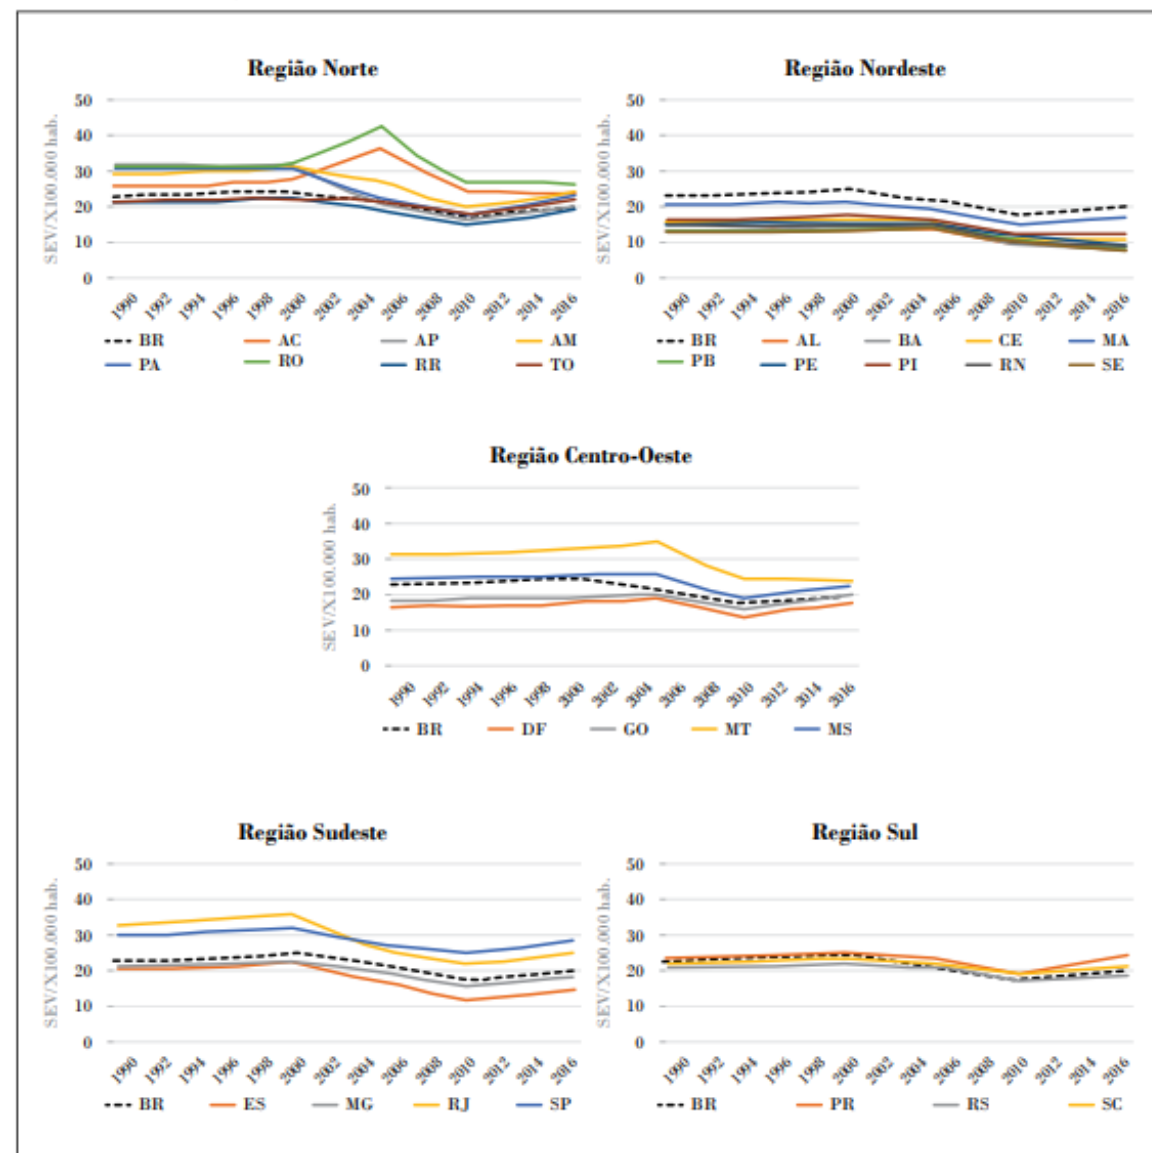 Região Norte
SEV/X100.000 hab.
50
40
30
20
10
0
1990 1992 1994 1996 1998 2000 2002 2004 2006 2008 2010 2012 2014 2016
BR AC AP AM
PA RO RR TO
Região Nordeste
SEV/X100.000 hab.
50
40
30
20
10
0
1990 1992 1994 1996 1998 2000 2002 2004 2006 2008 2010 2012 2014 2016
BR AL BA CE MA
PB PE PI RN SE
Região Centro-Oeste
SEV/X100.000 hab.
50
40
30
20
10
0
1990 1992 1994 1996 1998 2000 2002 2004 2006 2008 2010 2012 2014 2016
BR DF GO MT MS
Região Sudeste
SEV/X100.000 hab.
50
40
30
20
10
0
1990 1992 1994 1996 1998 2000 2002 2004 2006 2008 2010 2012 2014 2016
BR ES MG RJ SP
Região Sul
SEV/X100.000 hab.
50
40
30
20
10
0
1990 1992 1994 1996 1998 2000 2002 2004 2006 2008 2010 2012 2014 2016
BR PR RS SC